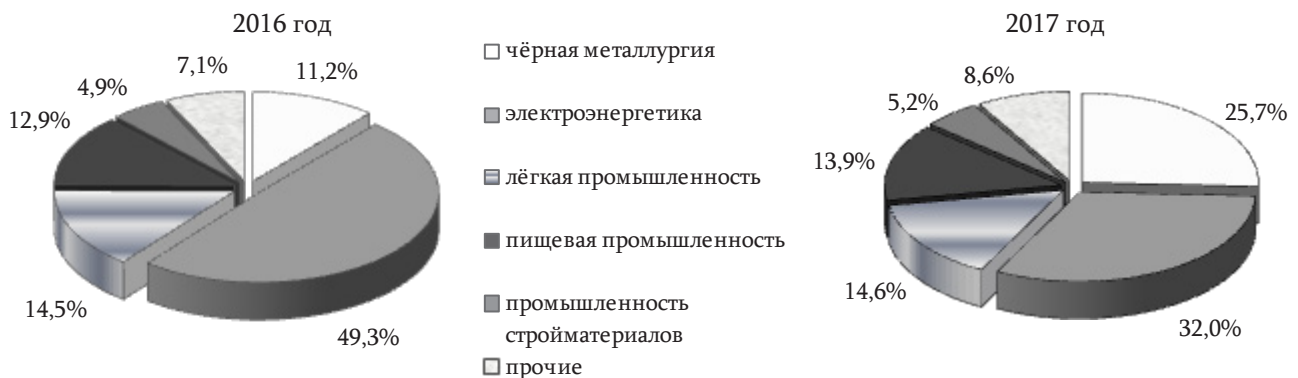 2016 год
4,9%
7,1%
11,2%
12,9%
14,5%
49,3%
чёрная металлургия
электроэнергетика
лёгкая промышленность
пищевая промышленность
промышленность
стройматериалов
прочие
2017 год
8,6%
5,2%
25,7%
13,9%
14,6%
32,0%